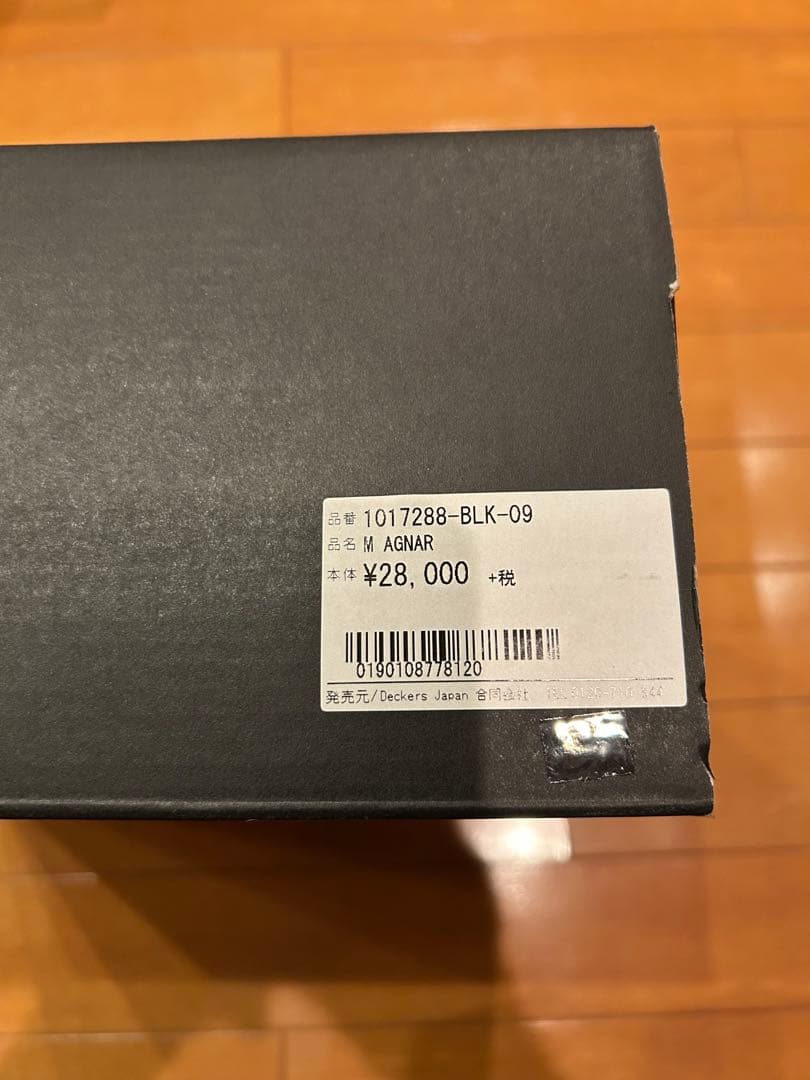 品番 1017288-BLK-09
品名 M AGNAR
本体 ¥28,000 +税
0190108778120
発売元/Deckers Japan 合同会社